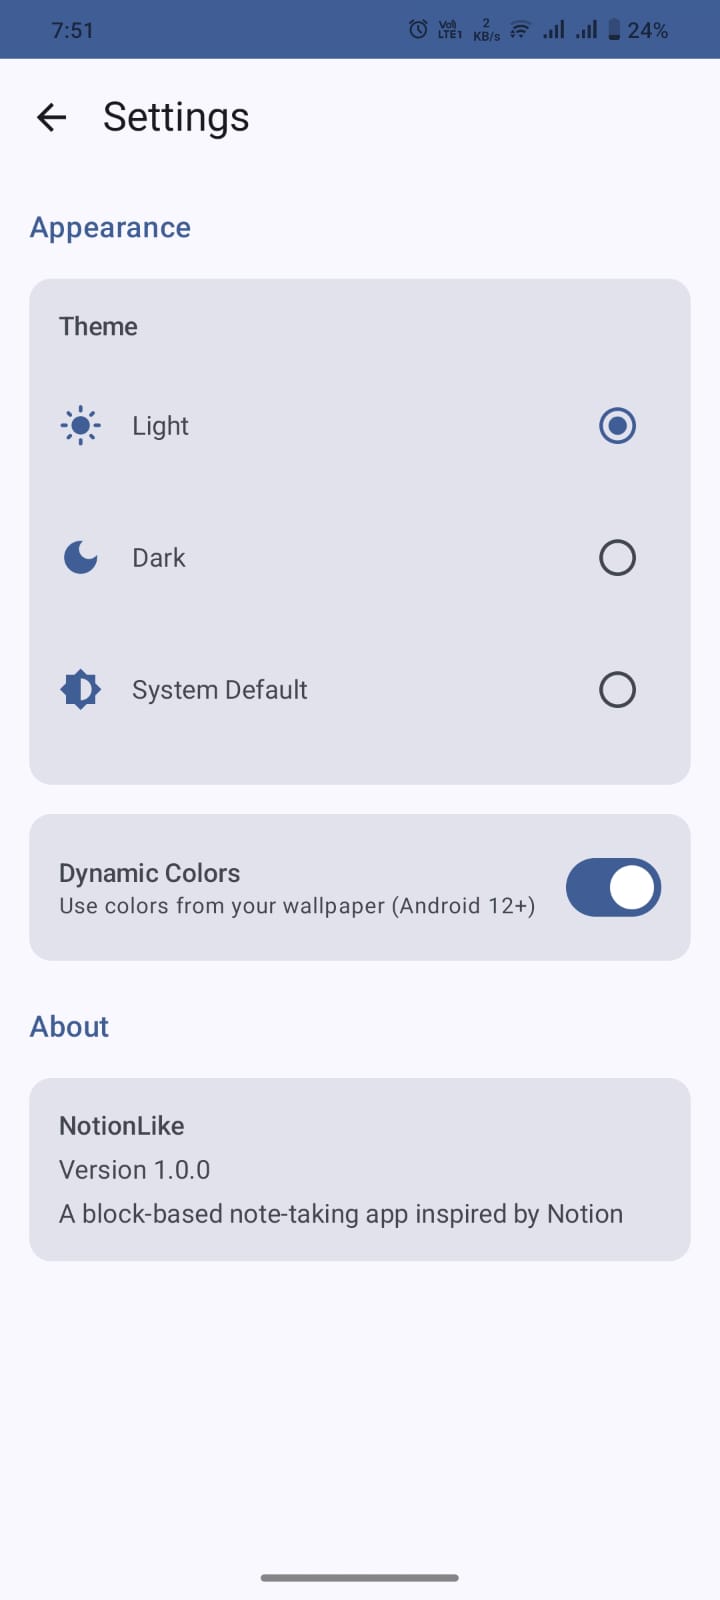 7:51
Vo) LTE1 2 KB/s 24%
Settings
Appearance
Theme
Light
Dark
System Default
Dynamic Colors
Use colors from your wallpaper (Android 12+)
About
NotionLike
Version 1.0.0
A block-based note-taking app inspired by Notion